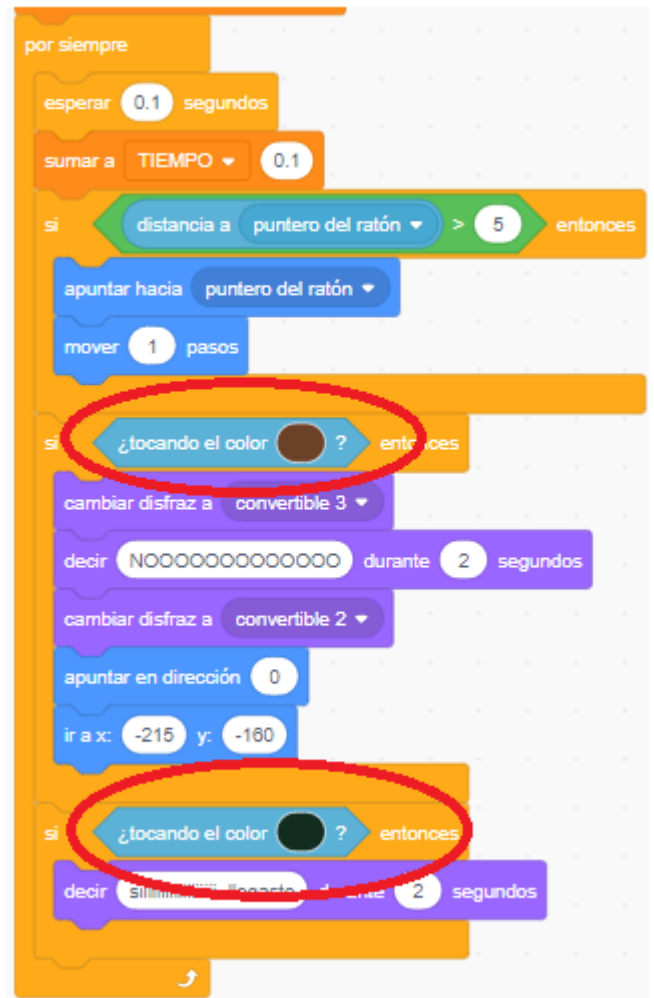 por siempre
esperar 0.1 segundos
sumar a TIEMPO 0.1
si distancia a puntero del ratón > 5 entonces
apuntar hacia puntero del ratón
mover 1 pasos
si ¿tocando el color ? entonces
cambiar disfraz a convertible 3
decir NOOOOOOOOOOOOOO durante 2 segundos
cambiar disfraz a convertible 2
apuntar en dirección 0
ir a x: -215 y: -160
si ¿tocando el color ? entonces
decir durante 2 segundos